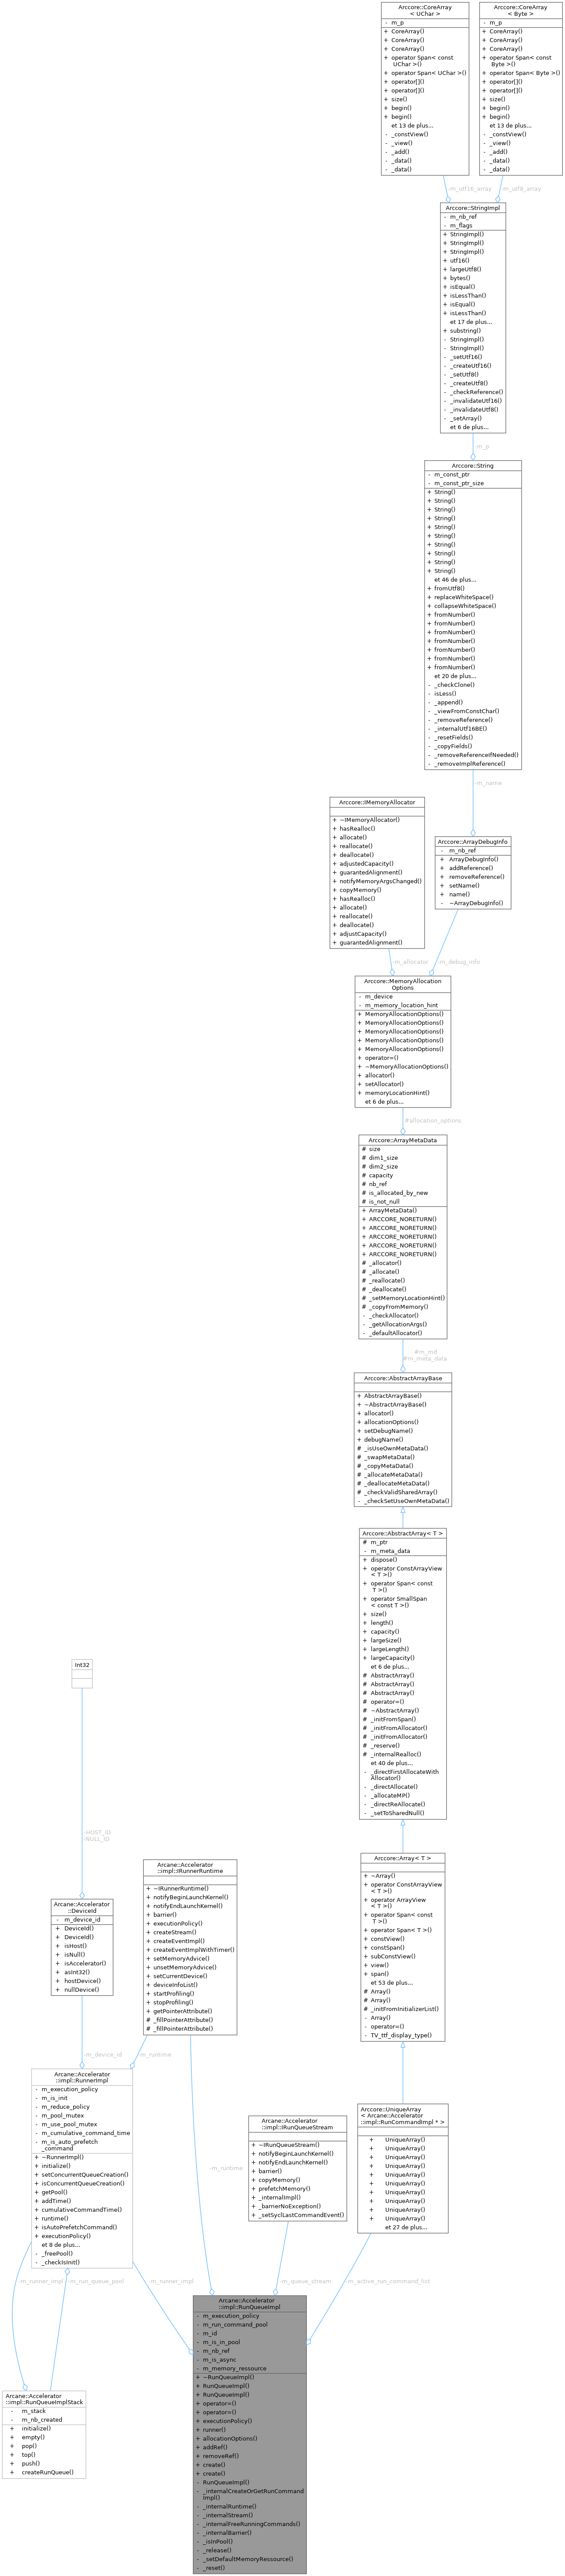 Arccore::CoreArray
< UChar >
- m_p
+ CoreArray()
+ CoreArray()
+ CoreArray()
+ operator Span< const
UChar >()
+ operator Span< UChar >()
+ operator[]()
+ operator[]()
+ size()
+ begin()
+ begin()
et 13 de plus...
- _constView()
- _view()
- _add()
- _data()
- _data()
Arccore::CoreArray
< Byte >
- m_p
+ CoreArray()
+ CoreArray()
+ CoreArray()
+ operator Span< const
Byte >()
+ operator Span< Byte >()
+ operator[]()
+ operator[]()
+ size()
+ begin()
+ begin()
et 13 de plus...
- _constView()
- _view()
- _add()
- _data()
- _data()
-m_utf16_array
-m_utf8_array
Arccore::StringImpl
- m_nb_ref
- m_flags
+ StringImpl()
+ StringImpl()
+ StringImpl()
+ utf16()
+ largeUtf8()
+ bytes()
+ isEqual()
+ isLessThan()
+ isEqual()
+ isLessThan()
et 17 de plus...
+ substring()
- StringImpl()
- StringImpl()
- _setUtf16()
- _createUtf16()
- _setUtf8()
- _createUtf8()
- _checkReference()
- _invalidateUtf16()
- _invalidateUtf8()
- _setArray()
et 6 de plus...
-m_p
Arccore::String
- m_const_ptr
- m_const_ptr_size
+ String()
+ String()
+ String()
+ String()
+ String()
+ String()
+ String()
+ String()
+ String()
+ String()
et 46 de plus...
+ fromUtf8()
+ replaceWhiteSpace()
+ collapseWhiteSpace()
+ fromNumber()
+ fromNumber()
+ fromNumber()
+ fromNumber()
+ fromNumber()
+ fromNumber()
+ fromNumber()
et 20 de plus...
- _checkClone()
- isLess()
- _append()
- _viewFromConstChar()
- _removeReference()
- _internalUtf16BE()
- _resetFields()
- _copyFields()
- _removeReferenceIfNeeded()
- _removeImplReference()
-m_name
Arccore::IMemoryAllocator
+ ~IMemoryAllocator()
+ hasRealloc()
+ allocate()
+ reallocate()
+ deallocate()
+ adjustedCapacity()
+ guarantedAlignment()
+ notifyMemoryArgsChanged()
+ copyMemory()
+ hasRealloc()
+ allocate()
+ reallocate()
+ deallocate()
+ adjustCapacity()
+ guarantedAlignment()
Arccore::ArrayDebugInfo
- m_nb_ref
+ ArrayDebugInfo()
+ addReference()
+ removeReference()
+ setName()
+ name()
- ~ArrayDebugInfo()
-m_allocator
-m_debug_info
Arccore::MemoryAllocation
Options
- m_device
- m_memory_location_hint
+ MemoryAllocationOptions()
+ MemoryAllocationOptions()
+ MemoryAllocationOptions()
+ MemoryAllocationOptions()
+ MemoryAllocationOptions()
+ operator=()
+ ~MemoryAllocationOptions()
+ allocator()
+ setAllocator()
+ memoryLocationHint()
et 6 de plus...
#allocation_options
Arccore::ArrayMetaData
# size
# dim1_size
# dim2_size
# capacity
# nb_ref
# is_allocated_by_new
# is_not_null
+ ArrayMetaData()
+ ARCCORE_NORETURN()
+ ARCCORE_NORETURN()
+ ARCCORE_NORETURN()
+ ARCCORE_NORETURN()
+ ARCCORE_NORETURN()
# _allocator()
# _allocate()
# _reallocate()
# _deallocate()
# _setMemoryLocationHint()
# _copyFromMemory()
- _checkAllocator()
- _getAllocationArgs()
- _defaultAllocator()
#m_md
#m_meta_data
Arccore::AbstractArrayBase
+ AbstractArrayBase()
+ ~AbstractArrayBase()
+ allocator()
+ allocationOptions()
+ setDebugName()
+ debugName()
# _isUseOwnMetaData()
# _swapMetaData()
# _copyMetaData()
# _allocateMetaData()
# _deallocateMetaData()
# _checkValidSharedArray()
- _checkSetUseOwnMetaData()
Arccore::AbstractArray< T >
# m_ptr
- m_meta_data
+ dispose()
+ operator ConstArrayView
< T >()
+ operator Span< const
T >()
+ operator SmallSpan
< const T >()
+ size()
+ length()
+ capacity()
+ largeSize()
+ largeLength()
+ largeCapacity()
et 6 de plus...
# AbstractArray()
# AbstractArray()
# AbstractArray()
# operator=()
# ~AbstractArray()
# _initFromSpan()
# _initFromAllocator()
# _initFromAllocator()
# _reserve()
# _internalRealloc()
et 40 de plus...
- _directFirstAllocateWith
Allocator()
- _directAllocate()
- _allocateMP()
- _directReAllocate()
- _setToSharedNull()
Arccore::Array< T >
+ ~Array()
+ operator ConstArrayView
< T >()
+ operator ArrayView
< T >()
+ operator Span< const
T >()
+ operator Span< T >()
+ constView()
+ constSpan()
+ subConstView()
+ view()
+ span()
et 53 de plus...
# Array()
# Array()
# _initFromInitializerList()
- Array()
- operator=()
- TV_ttf_display_type()
Arccore::UniqueArray
< Arcane::Accelerator
::impl::RunCommandImpl * >
+ UniqueArray()
+ UniqueArray()
+ UniqueArray()
+ UniqueArray()
+ UniqueArray()
+ UniqueArray()
+ UniqueArray()
+ UniqueArray()
+ UniqueArray()
+ UniqueArray()
et 27 de plus...
Int32
-HOST_ID
-NULL_ID
Arcane::Accelerator
::DeviceId
- m_device_id
+ DeviceId()
+ DeviceId()
+ isHost()
+ isNull()
+ isAccelerator()
+ asInt32()
+ hostDevice()
+ nullDevice()
Arcane::Accelerator
::impl::IRunnerRuntime
+ ~IRunnerRuntime()
+ notifyBeginLaunchKernel()
+ notifyEndLaunchKernel()
+ barrier()
+ executionPolicy()
+ createStream()
+ createEventImpl()
+ createEventImplWithTimer()
+ setMemoryAdvice()
+ unsetMemoryAdvice()
+ setCurrentDevice()
+ deviceInfoList()
+ startProfiling()
+ stopProfiling()
+ getPointerAttribute()
# _fillPointerAttribute()
# _fillPointerAttribute()
-m_device_id
-m_runtime
Arcane::Accelerator
::impl::RunnerImpl
- m_execution_policy
- m_is_init
- m_reduce_policy
- m_pool_mutex
- m_use_pool_mutex
- m_cumulative_command_time
- m_is_auto_prefetch
_command
+ ~RunnerImpl()
+ initialize()
+ setConcurrentQueueCreation()
+ isConcurrentQueueCreation()
+ getPool()
+ addTime()
+ cumulativeCommandTime()
+ runtime()
+ isAutoPrefetchCommand()
+ executionPolicy()
et 8 de plus...
- _freePool()
- _checkIsInit()
-m_runtime
Arcane::Accelerator
::impl::IRunQueueStream
+ ~IRunQueueStream()
+ notifyBeginLaunchKernel()
+ notifyEndLaunchKernel()
+ barrier()
+ copyMemory()
+ prefetchMemory()
+ _internalImpl()
+ _barrierNoException()
+ _setSyclLastCommandEvent()
-m_runner_impl
-m_run_queue_pool
-m_runner_impl
-m_queue_stream
-m_active_run_command_list
Arcane::Accelerator
::impl::RunQueueImplStack
- m_stack
- m_nb_created
+ initialize()
+ empty()
+ pop()
+ top()
+ push()
+ createRunQueue()
Arcane::Accelerator
::impl::RunQueueImpl
- m_execution_policy
- m_run_command_pool
- m_id
- m_is_in_pool
- m_nb_ref
- m_is_async
- m_memory_ressource
+ ~RunQueueImpl()
+ RunQueueImpl()
+ RunQueueImpl()
+ operator=()
+ operator=()
+ executionPolicy()
+ runner()
+ allocationOptions()
+ addRef()
+ removeRef()
+ create()
+ create()
- RunQueueImpl()
- _internalCreateOrGetRunCommand
Impl()
- _internalRuntime()
- _internalStream()
- _internalFreeRunningCommands()
- _internalBarrier()
- _isInPool()
- _release()
- _setDefaultMemoryRessource()
- _reset()